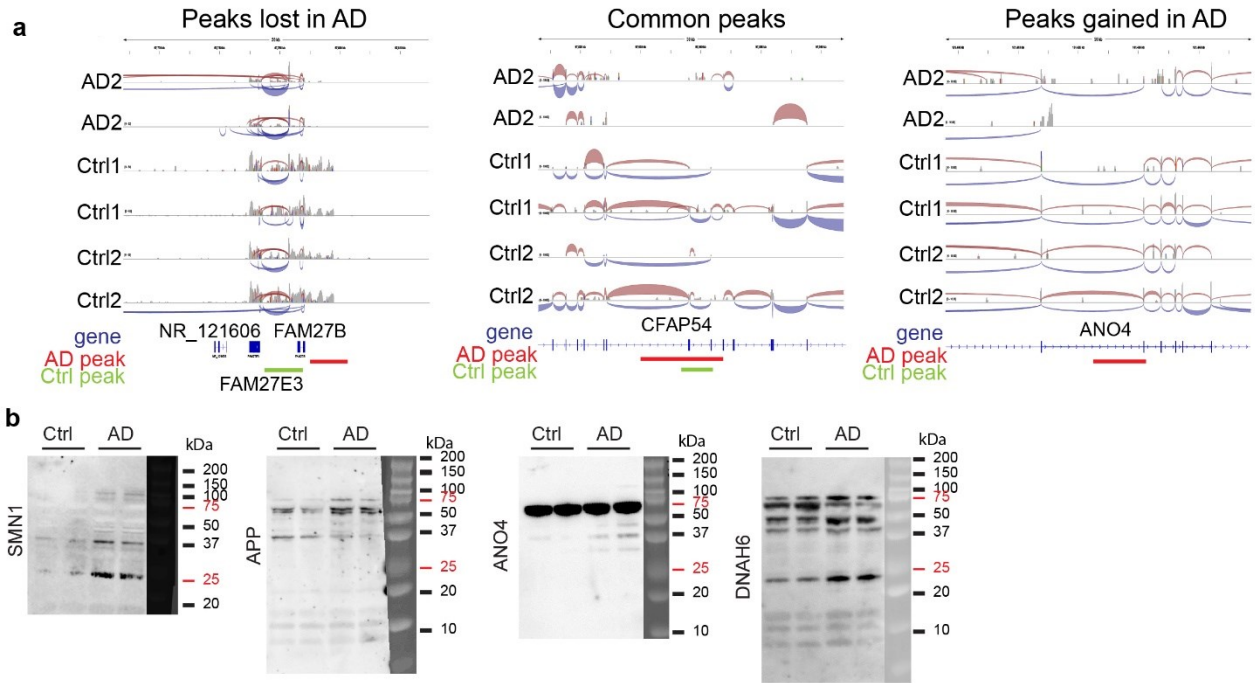 a
Peaks lost in AD
Common peaks
Peaks gained in AD
AD2
AD2
Ctrl1
Ctrl1
Ctrl2
Ctrl2
gene
AD peak
Ctrl peak
NR_121606
FAM27B
FAM27E3
AD2
AD2
Ctrl1
Ctrl1
Ctrl2
Ctrl2
CFAP54
gene
AD peak
Ctrl peak
AD2
AD2
Ctrl1
Ctrl1
Ctrl2
Ctrl2
ANO4
gene
AD peak
Ctrl peak
b
Ctrl AD kDa
SMN1
200
150
100
75
50
37
25
20
Ctrl AD kDa
APP
200
150
100
75
50
37
25
20
10
Ctrl AD kDa
ANO4
200
150
100
75
50
37
25
20
10
Ctrl AD kDa
DNAH6
200
150
100
75
50
37
25
20
10